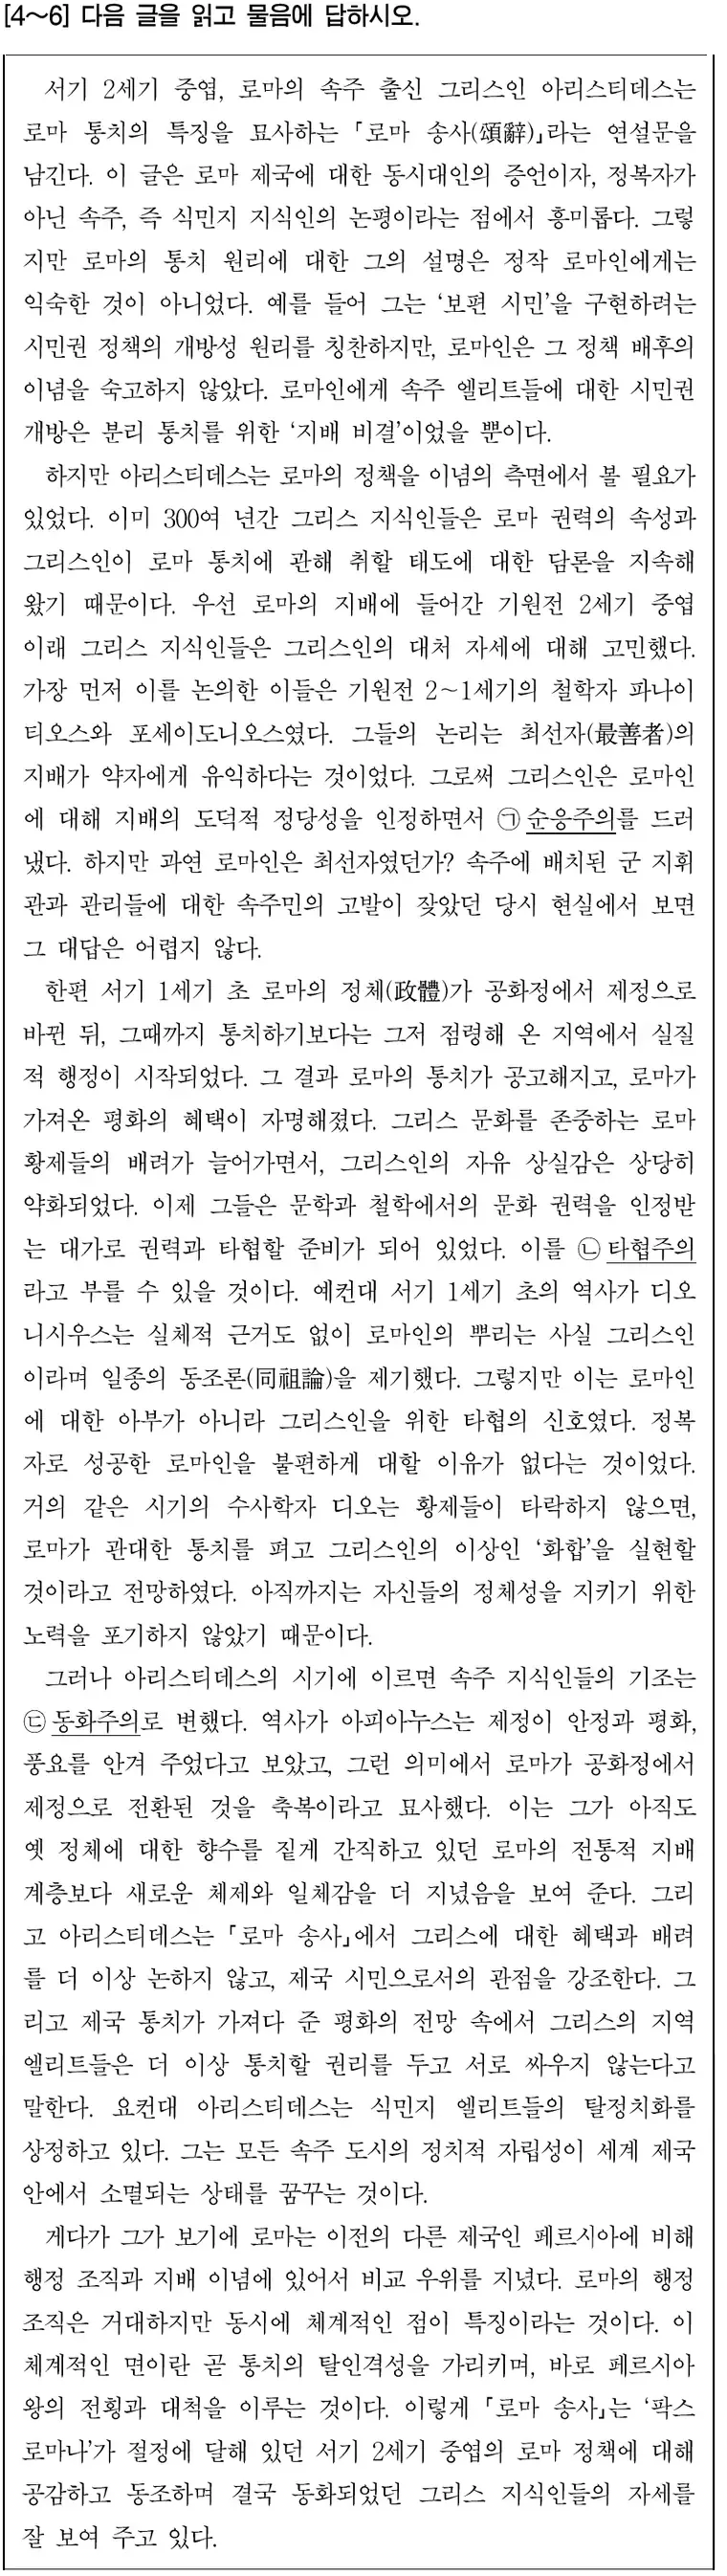 [4～6] 다음 글을 읽고 물음에 답하시오.
서기 2세기 중엽, 로마의 속주 출신 그리스인 아리스티데스는
로마 통치의 특징을 묘사하는 「로마 송사(頌辭)」라는 연설문을
남긴다. 이 글은 로마 제국에 대한 동시대인의 증언이자, 정복자가
아닌 속주, 즉 식민지 지식인의 논평이라는 점에서 흥미롭다. 그렇
지만 로마의 통치 원리에 대한 그의 설명은 정작 로마인에게는
익숙한 것이 아니었다. 예를 들어 그는 ‘보편 시민’을 구현하려는
시민권 정책의 개방성 원리를 칭찬하지만, 로마인은 그 정책 배후의
이념을 숙고하지 않았다. 로마인에게 속주 엘리트들에 대한 시민권
개방은 분리 통치를 위한 ‘지배 비결’이었을 뿐이다.
하지만 아리스티데스는 로마의 정책을 이념의 측면에서 볼 필요가
있었다. 이미 300여 년간 그리스 지식인들은 로마 권력의 속성과
그리스인이 로마 통치에 관해 취할 태도에 대한 담론을 지속해
왔기 때문이다. 우선 로마의 지배에 들어간 기원전 2세기 중엽
이래 그리스 지식인들은 그리스인의 대처 자세에 대해 고민했다.
가장 먼저 이를 논의한 이들은 기원전 2～1세기의 철학자 파나이
티오스와 포세이도니오스였다. 그들의 논리는 최선자(最善者)의
지배가 약자에게 유익하다는 것이었다. 그로써 그리스인은 로마인
에 대해 지배의 도덕적 정당성을 인정하면서 ㉠순응주의를 드러
냈다. 하지만 과연 로마인은 최선자였던가? 속주에 배치된 군 지휘
관과 관리들에 대한 속주민의 고발이 잦았던 당시 현실에서 보면
그 대답은 어렵지 않다.
한편 서기 1세기 초 로마의 정체(政體)가 공화정에서 제정으로
바뀐 뒤, 그때까지 통치하기보다는 그저 점령해 온 지역에서 실질
적 행정이 시작되었다. 그 결과 로마의 통치가 공고해지고, 로마가
가져온 평화의 혜택이 자명해졌다. 그리스 문화를 존중하는 로마
황제들의 배려가 늘어가면서, 그리스인의 자유 상실감은 상당히
약화되었다. 이제 그들은 문학과 철학에서의 문화 권력을 인정받
는 대가로 권력과 타협할 준비가 되어 있었다. 이를 ㉡타협주의
라고 부를 수 있을 것이다. 예컨대 서기 1세기 초의 역사가 디오
니시우스는 실체적 근거도 없이 로마인의 뿌리는 사실 그리스인
이라며 일종의 동조론(同祖論)을 제기했다. 그렇지만 이는 로마인
에 대한 아부가 아니라 그리스인을 위한 타협의 신호였다. 정복
자로 성공한 로마인을 불편하게 대할 이유가 없다는 것이었다.
거의 같은 시기의 수사학자 디오는 황제들이 타락하지 않으면,
로마가 관대한 통치를 펴고 그리스인의 이상인 ‘화합’을 실현할
것이라고 전망하였다. 아직까지는 자신들의 정체성을 지키기 위한
노력을 포기하지 않았기 때문이다.
그러나 아리스티데스의 시기에 이르면 속주 지식인들의 기조는
㉢동화주의로 변했다. 역사가 아피아누스는 제정이 안정과 평화,
풍요를 안겨 주었다고 보았고, 그런 의미에서 로마가 공화정에서
제정으로 전환된 것을 축복이라고 묘사했다. 이는 그가 아직도
옛 정체에 대한 향수를 짙게 간직하고 있던 로마의 전통적 지배
계층보다 새로운 체제와 일체감을 더 지녔음을 보여 준다. 그리
고 아리스티데스는 「로마 송사」에서 그리스에 대한 혜택과 배려
를 더 이상 논하지 않고, 제국 시민으로서의 관점을 강조한다. 그
리고 제국 통치가 가져다 준 평화의 전망 속에서 그리스의 지역
엘리트들은 더 이상 통치할 권리를 두고 서로 싸우지 않는다고
말한다. 요컨대 아리스티데스는 식민지 엘리트들의 탈정치화를
상정하고 있다. 그는 모든 속주 도시의 정치적 자립성이 세계 제국
안에서 소멸되는 상태를 꿈꾸는 것이다.
게다가 그가 보기에 로마는 이전의 다른 제국인 페르시아에 비해
행정 조직과 지배 이념에 있어서 비교 우위를 지녔다. 로마의 행정
조직은 거대하지만 동시에 체계적인 점이 특징이라는 것이다. 이
체계적인 면이란 곧 통치의 탈인격성을 가리키며, 바로 페르시아
왕의 전횡과 대척을 이루는 것이다. 이렇게 「로마 송사」는 ‘팍스
로마나’가 절정에 달해 있던 서기 2세기 중엽의 로마 정책에 대해
공감하고 동조하며 결국 동화되었던 그리스 지식인들의 자세를
잘 보여 주고 있다.